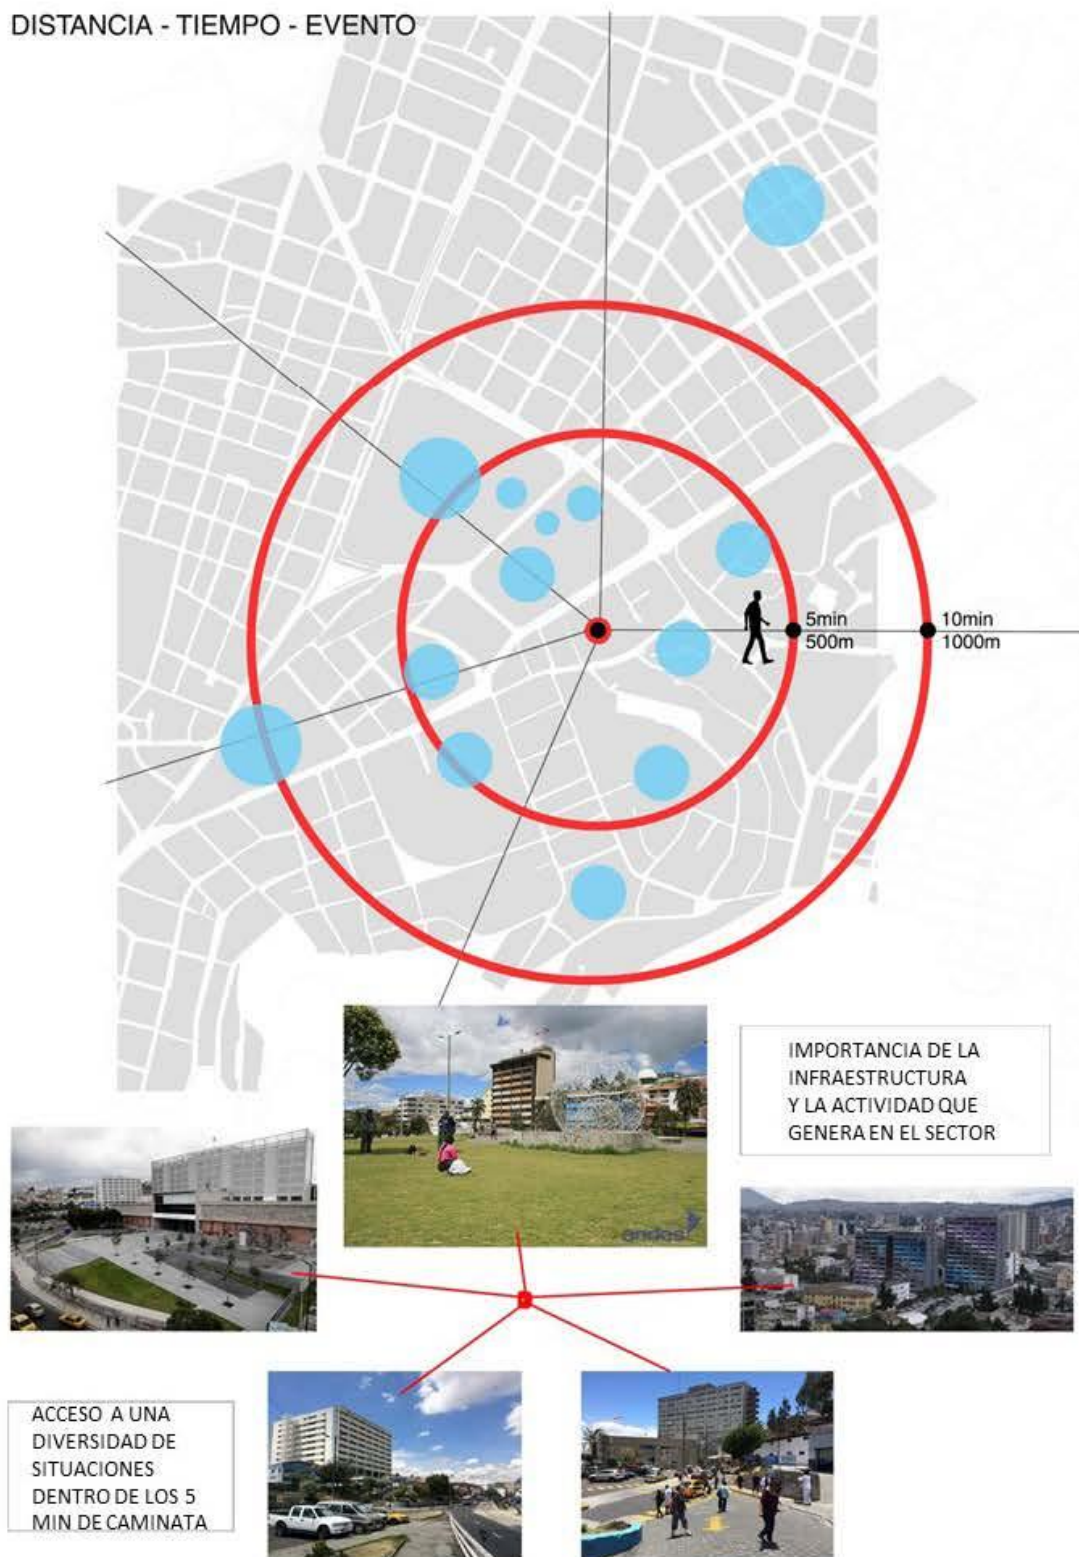 DISTANCIA - TIEMPO - EVENTO
5min
500m
10min
1000m
IMPORTANCIA DE LA
INFRAESTRUCTURA
Y LA ACTIVIDAD QUE
GENERA EN EL SECTOR
andes
ACCESO A UNA
DIVERSIDAD DE
SITUACIONES
DENTRO DE LOS 5
MIN DE CAMINATA